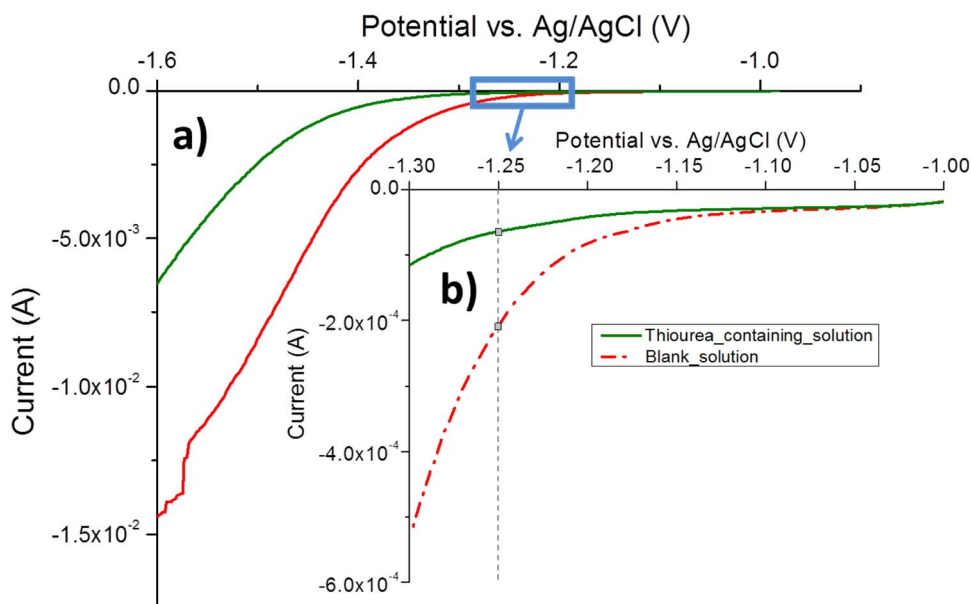 Potential vs. Ag/AgCl (V)
-1.6 -1.4 -1.2 -1.0
0.0
a)
Potential vs. Ag/AgCl (V)
-1.30 -1.25 -1.20 -1.15 -1.10 -1.05 -1.00
0.0
-5.0x10⁻³
b)
-2.0x10⁻⁴
Thiourea_containing_solution
Blank_solution
Current (A)
-1.0x10⁻²
Current (A)
-4.0x10⁻⁴
-1.5x10⁻²
-6.0x10⁻⁴